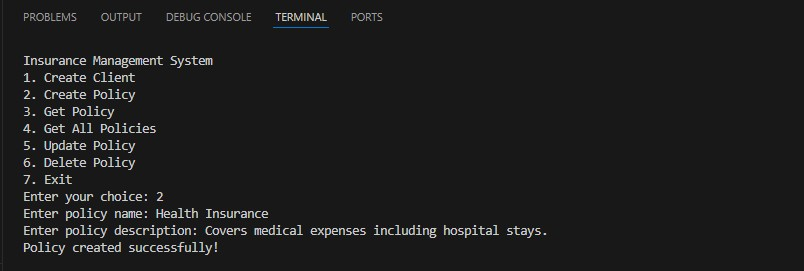 PROBLEMS OUTPUT DEBUG CONSOLE TERMINAL PORTS
Insurance Management System
1. Create Client
2. Create Policy
3. Get Policy
4. Get All Policies
5. Update Policy
6. Delete Policy
7. Exit
Enter your choice: 2
Enter policy name: Health Insurance
Enter policy description: Covers medical expenses including hospital stays.
Policy created successfully!